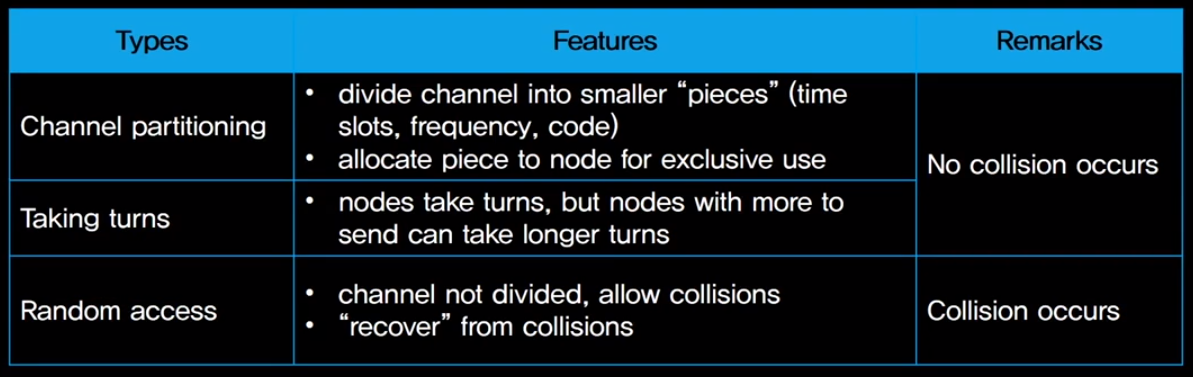 Types
Features
Remarks
Channel partitioning
• divide channel into smaller “pieces” (time
slots, frequency, code)
• allocate piece to node for exclusive use
No collision occurs
Taking turns
• nodes take turns, but nodes with more to
send can take longer turns
Random access
• channel not divided, allow collisions
• “recover” from collisions
Collision occurs